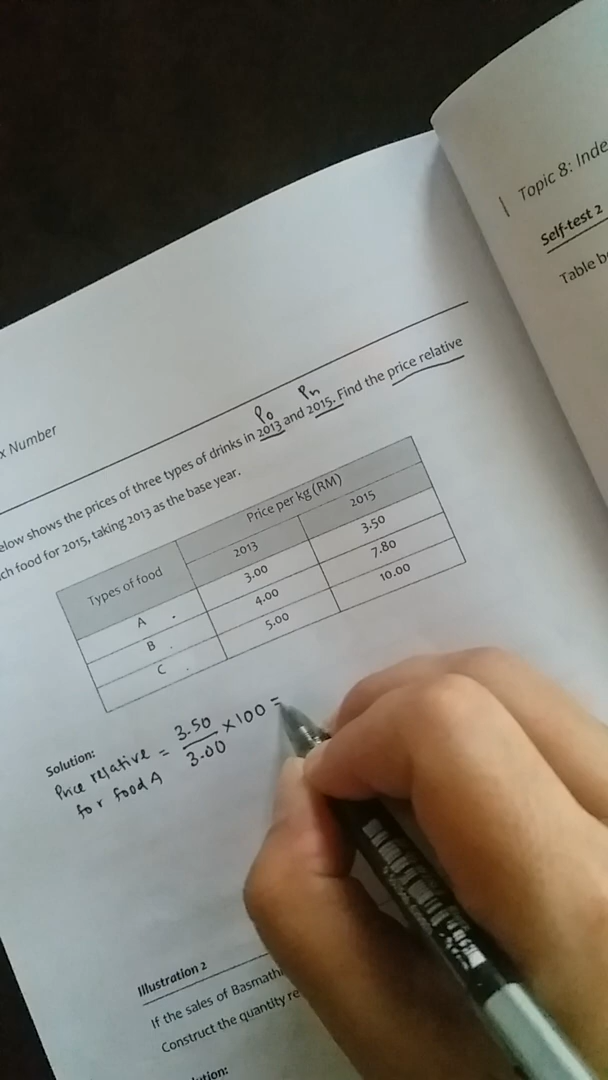 Topic 8: Inde
Self-test 2
Table b
x Number
P₀ Pn
elow shows the prices of three types of drinks in 2013 and 2015. Find the price relative
ch food for 2015, taking 2013 as the base year.
Types of food Price per kg (RM)
2013 2015
A 3.00 3.50
B 4.00 7.80
C 5.00 10.00
Solution:
Price relative = 3.50/3.00 x 100 =
for food A
Illustration 2
If the sales of Basmathi
Construct the quantity re
ution: